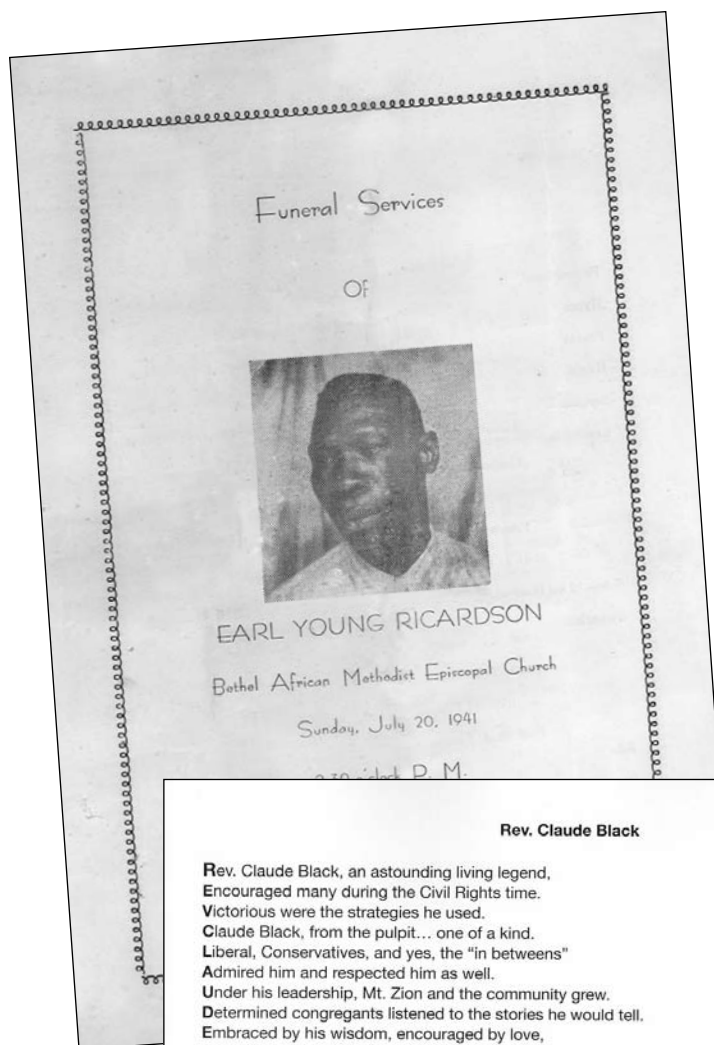 Funeral Services
OF
EARL YOUNG RICARDSON
Bethel African Methodist Episcopal Church
Sunday, July 20, 1941
o'clock P. M.
Rev. Claude Black
Rev. Claude Black, an astounding living legend,
Encouraged many during the Civil Rights time.
Victorious were the strategies he used.
Claude Black, from the pulpit… one of a kind.
Liberal, Conservatives, and yes, the “in betweens”
Admired him and respected him as well.
Under his leadership, Mt. Zion and the community grew.
Determined congregants listened to the stories he would tell.
Embraced by his wisdom, encouraged by love,